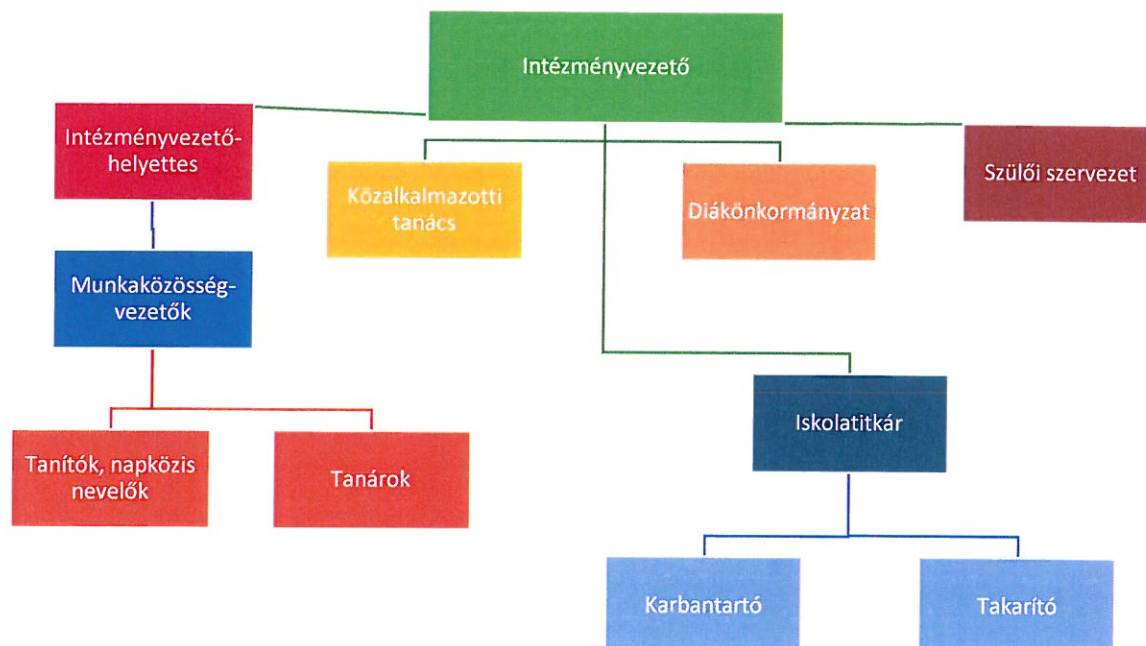 Intézményvezető
Intézményvezető-
helyettes
Közalkalmazotti
tanács
Diákönkormányzat
Szülői szervezet
Munkaközösség-
vezetők
Tanítók, napközis
nevelők
Tanárok
Iskolatitkár
Karbantartó
Takarító